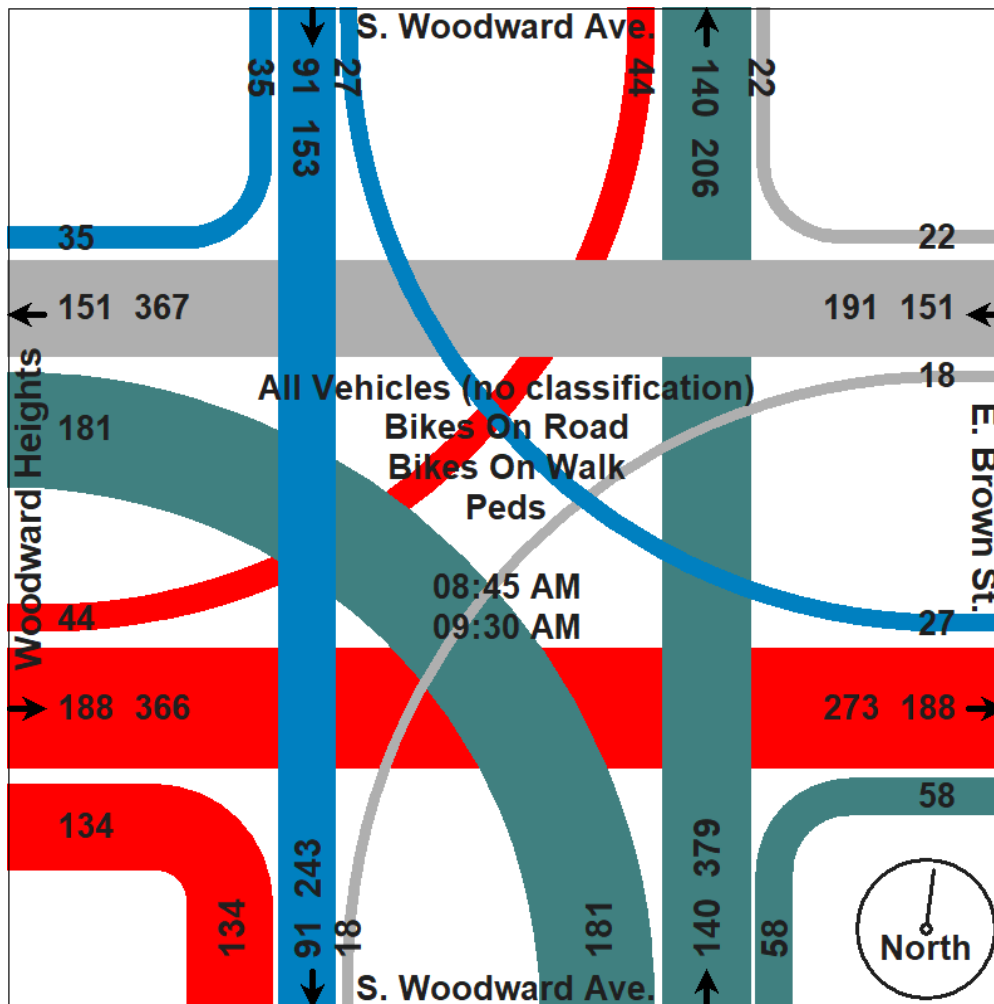 S. Woodward Ave.
35
91 153
27
44
140 206
22
35
22
151 367
191 151
18
181
Woodward Heights
All Vehicles (no classification)
Bikes On Road
Bikes On Walk
Peds
E. Brown St.
08:45 AM
09:30 AM
44
27
188 366
273 188
134
58
134
91 243
18
181
140 379
58
North
S. Woodward Ave.